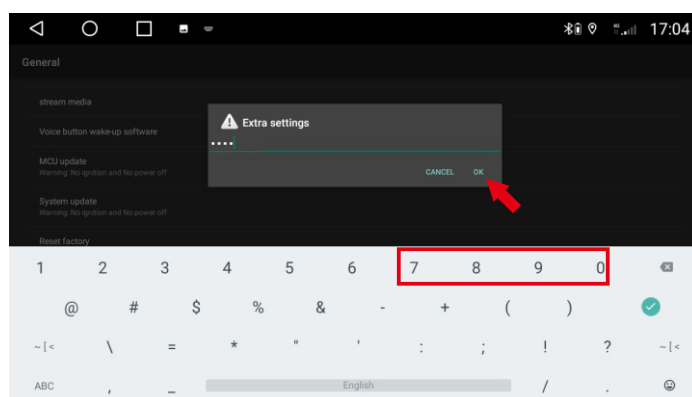 17:04
General
stream media
Voice button wake-up software
MCU update
Warning: No ignition and No power off
System update
Warning: No ignition and No power off
Reset factory
Extra settings
••••
CANCEL OK
1 2 3 4 5 6 7 8 9 0
@ # $ % & - + ( )
~ [ < \ = * " ' : ; ! ? ~ [ <
ABC , _ English / .